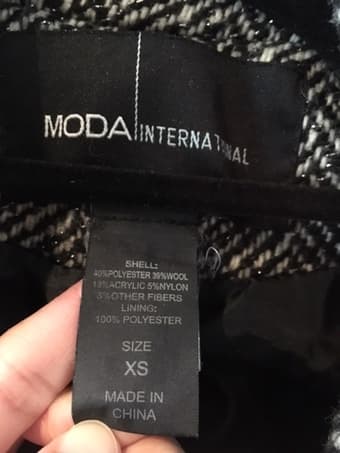 MODA INTERNATIONAL
SHELL:
40%POLYESTER 39%WOOL
13%ACRYLIC 5%NYLON
3%OTHER FIBERS
LINING:
100% POLYESTER
SIZE
XS
MADE IN
CHINA